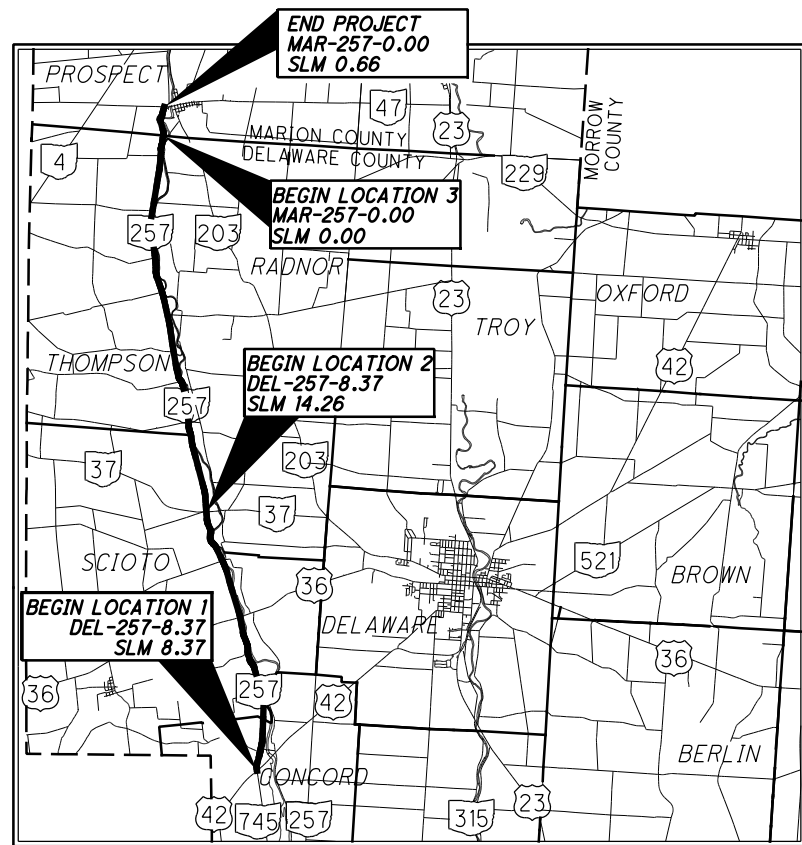 END PROJECT
MAR-257-0.00
SLM 0.66
PROSPECT
47
23
MORROW
COUNTY
MARION COUNTY
DELAWARE COUNTY
4
229
BEGIN LOCATION 3
MAR-257-0.00
SLM 0.00
257
203
RADNOR
23
OXFORD
TROY
42
THOMPSON
BEGIN LOCATION 2
DEL-257-8.37
SLM 14.26
257
37
203
37
SCIOTO
521
BROWN
36
BEGIN LOCATION 1
DEL-257-8.37
SLM 8.37
DELAWARE
36
36
257
42
BERLIN
CONCORD
42
745
257
315
23